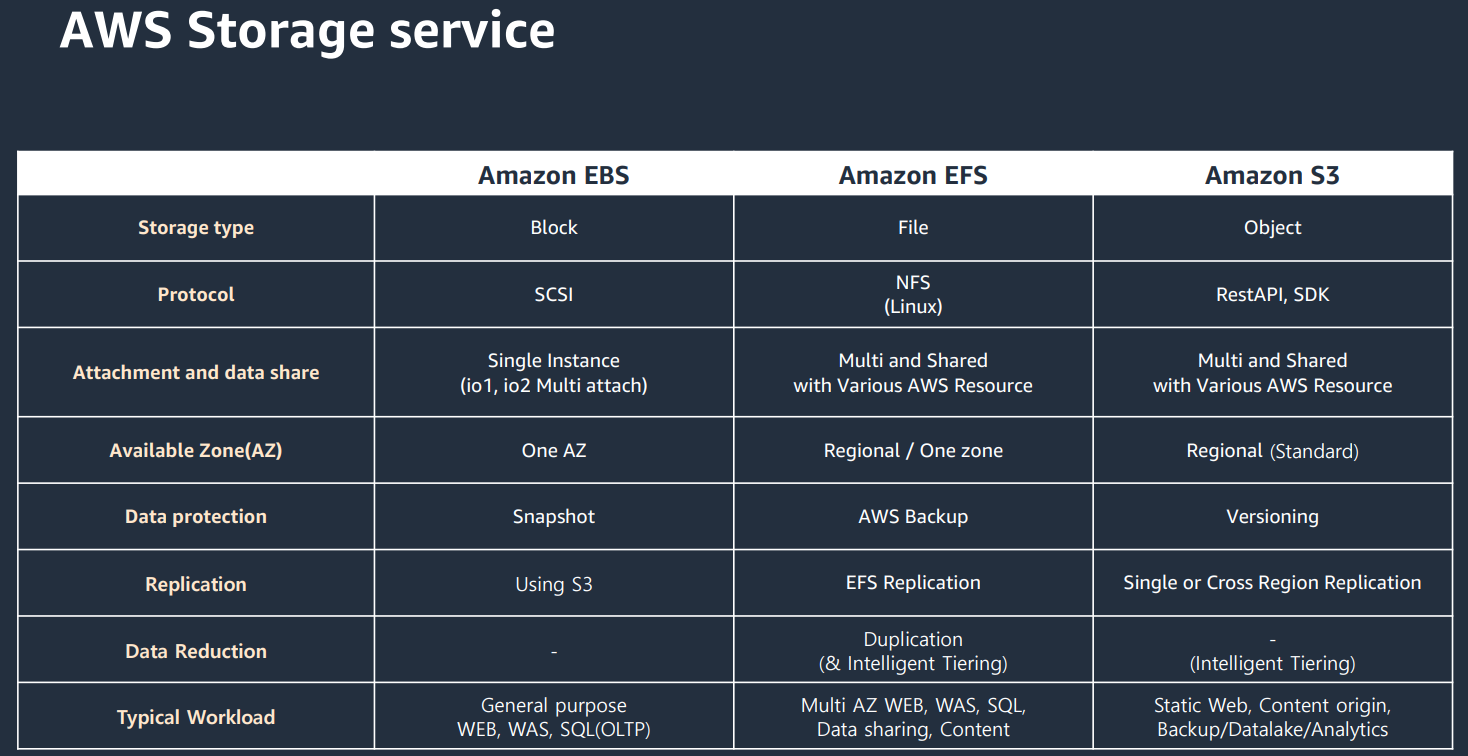 AWS Storage service
Amazon EBS Amazon EFS Amazon S3
Storage type Block File Object
Protocol SCSI NFS
(Linux) RestAPI, SDK
Attachment and data share Single Instance
(io1, io2 Multi attach) Multi and Shared
with Various AWS Resource Multi and Shared
with Various AWS Resource
Available Zone(AZ) One AZ Regional / One zone Regional (Standard)
Data protection Snapshot AWS Backup Versioning
Replication Using S3 EFS Replication Single or Cross Region Replication
Data Reduction - Duplication
(& Intelligent Tiering) -
(Intelligent Tiering)
Typical Workload General purpose
WEB, WAS, SQL(OLTP) Multi AZ WEB, WAS, SQL,
Data sharing, Content Static Web, Content origin,
Backup/Datalake/Analytics